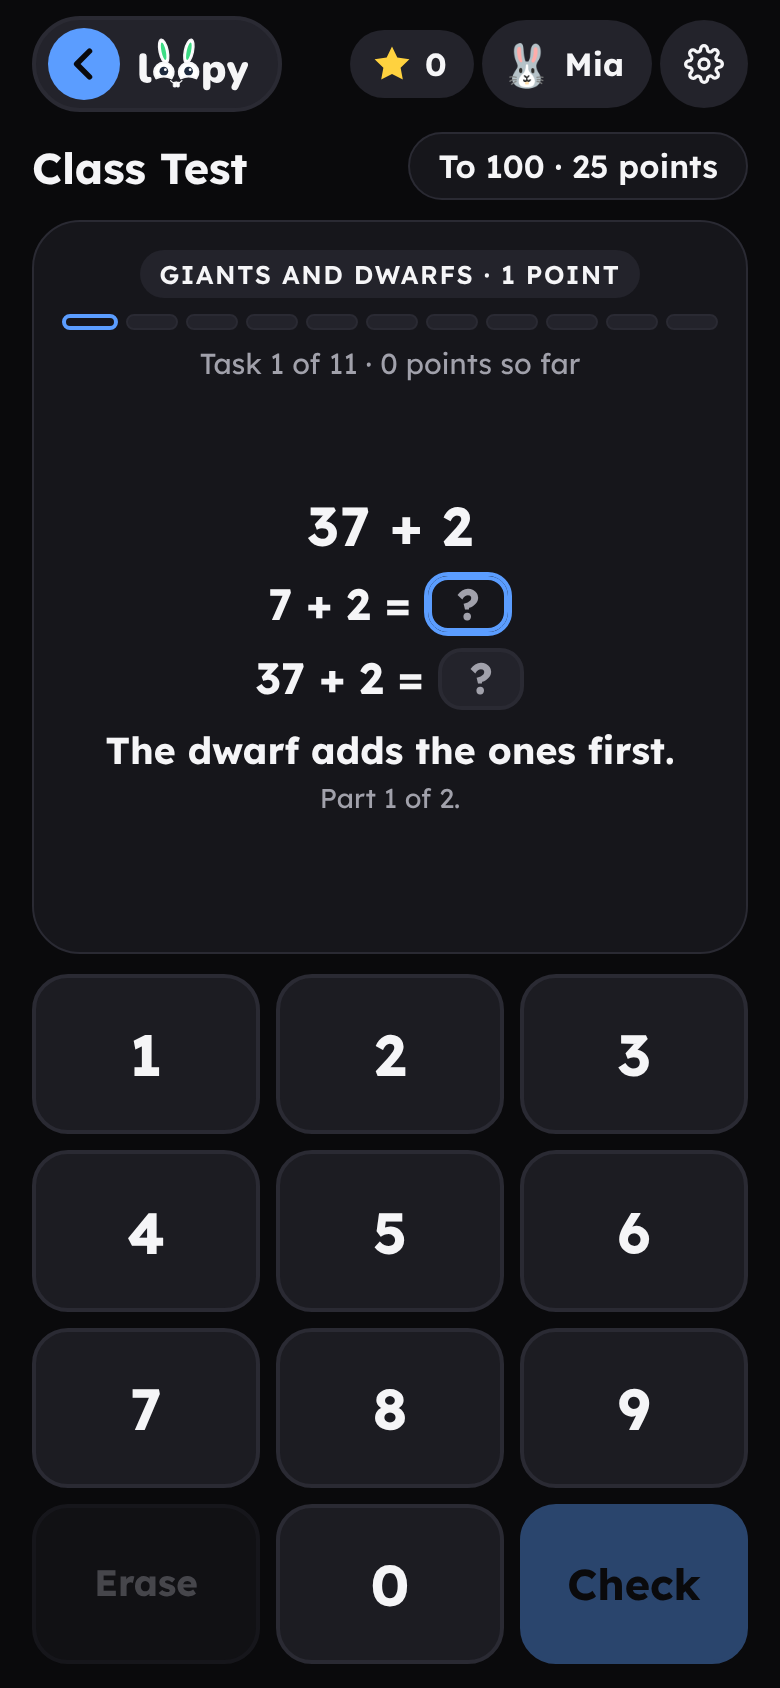 loopy
0
Mia
Class Test
To 100 · 25 points
GIANTS AND DWARFS · 1 POINT
Task 1 of 11 · 0 points so far
37 + 2
7 + 2 = ?
37 + 2 = ?
The dwarf adds the ones first.
Part 1 of 2.
1 2 3
4 5 6
7 8 9
Erase 0 Check